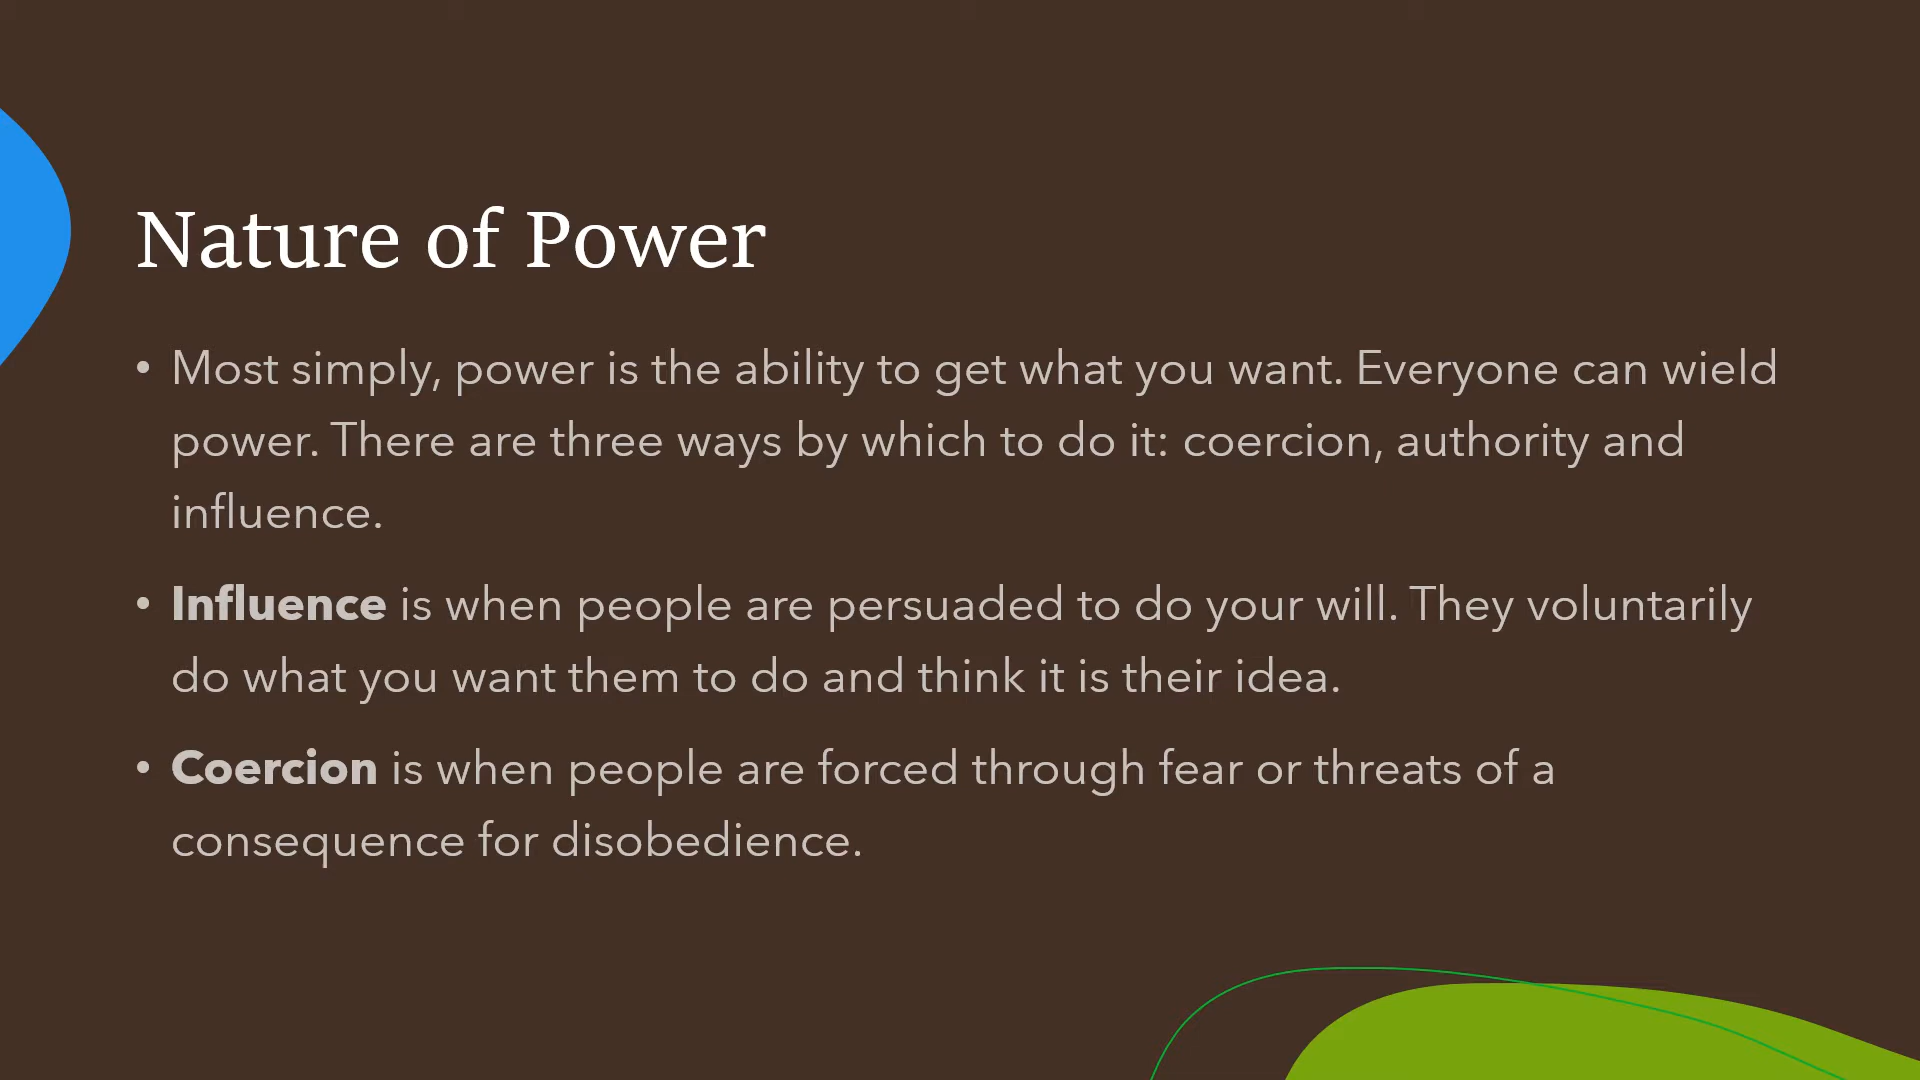 Nature of Power
• Most simply, power is the ability to get what you want. Everyone can wield
power. There are three ways by which to do it: coercion, authority and
influence.
• Influence is when people are persuaded to do your will. They voluntarily
do what you want them to do and think it is their idea.
• Coercion is when people are forced through fear or threats of a
consequence for disobedience.